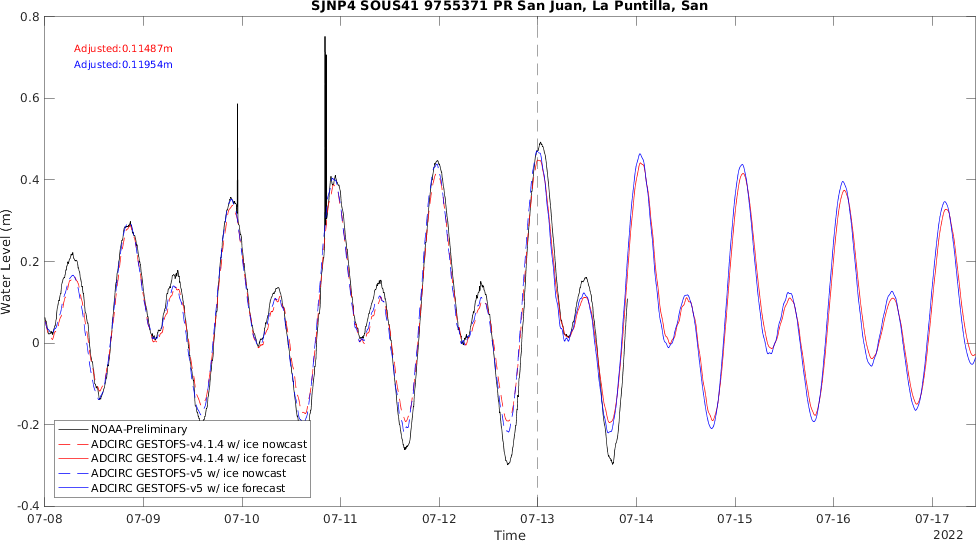 SJNP4 SOUS41 9755371 PR San Juan, La Puntilla, San
Adjusted:0.11487m
Adjusted:0.11954m
Water Level (m)
0.8
0.6
0.4
0.2
0
-0.2
-0.4
NOAA-Preliminary
ADCIRC GESTOFS-v4.1.4 w/ ice nowcast
ADCIRC GESTOFS-v4.1.4 w/ ice forecast
ADCIRC GESTOFS-v5 w/ ice nowcast
ADCIRC GESTOFS-v5 w/ ice forecast
07-08 07-09 07-10 07-11 07-12 07-13 07-14 07-15 07-16 07-17
Time
2022